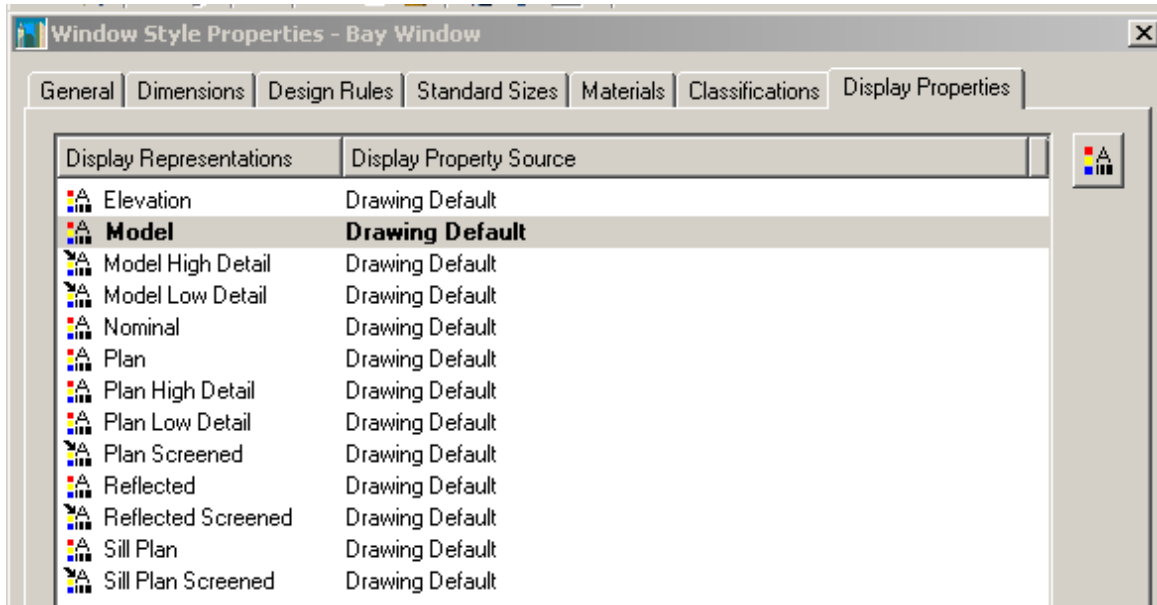 Window Style Properties - Bay Window
General Dimensions Design Rules Standard Sizes Materials Classifications Display Properties
Display Representations Display Property Source
Elevation Drawing Default
Model Drawing Default
Model High Detail Drawing Default
Model Low Detail Drawing Default
Nominal Drawing Default
Plan Drawing Default
Plan High Detail Drawing Default
Plan Low Detail Drawing Default
Plan Screened Drawing Default
Reflected Drawing Default
Reflected Screened Drawing Default
Sill Plan Drawing Default
Sill Plan Screened Drawing Default